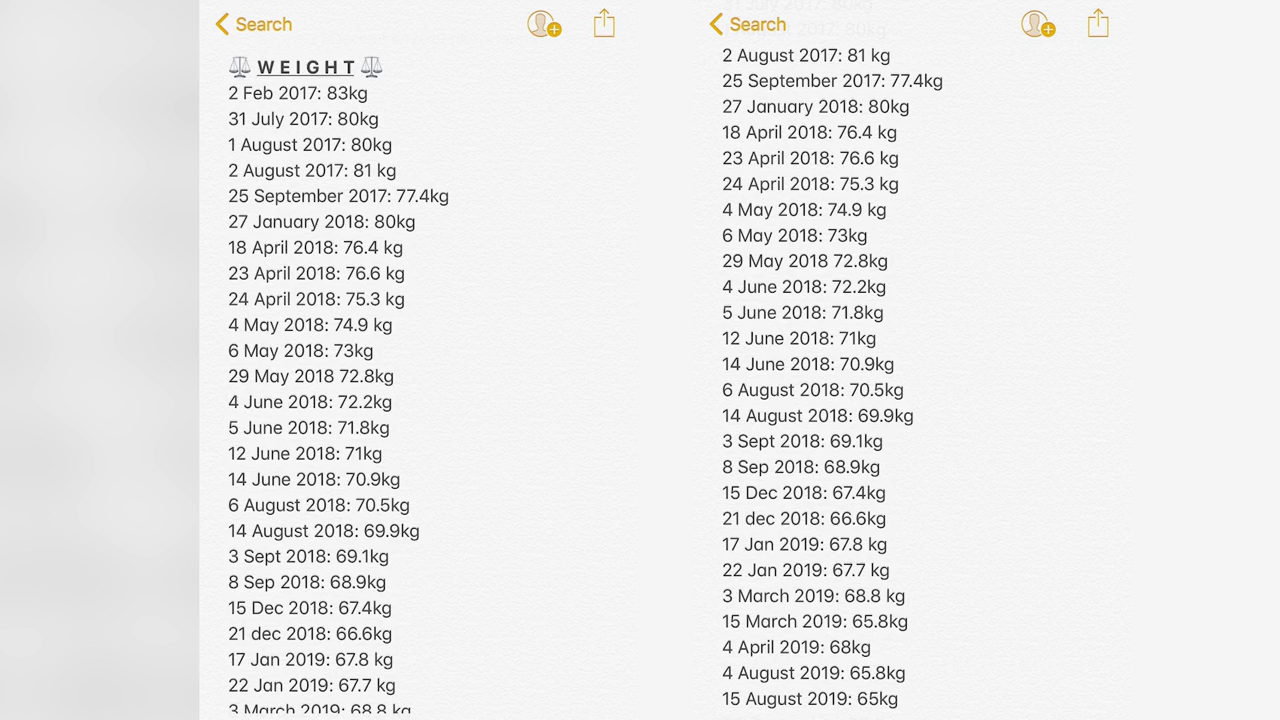 Search
W E I G H T
2 Feb 2017: 83kg
31 July 2017: 80kg
1 August 2017: 80kg
2 August 2017: 81 kg
25 September 2017: 77.4kg
27 January 2018: 80kg
18 April 2018: 76.4 kg
23 April 2018: 76.6 kg
24 April 2018: 75.3 kg
4 May 2018: 74.9 kg
6 May 2018: 73kg
29 May 2018 72.8kg
4 June 2018: 72.2kg
5 June 2018: 71.8kg
12 June 2018: 71kg
14 June 2018: 70.9kg
6 August 2018: 70.5kg
14 August 2018: 69.9kg
3 Sept 2018: 69.1kg
8 Sep 2018: 68.9kg
15 Dec 2018: 67.4kg
21 dec 2018: 66.6kg
17 Jan 2019: 67.8 kg
22 Jan 2019: 67.7 kg
3 March 2019: 68.8 kg
31 July 2017: 80kg
Search
2 August 2017: 81 kg
25 September 2017: 77.4kg
27 January 2018: 80kg
18 April 2018: 76.4 kg
23 April 2018: 76.6 kg
24 April 2018: 75.3 kg
4 May 2018: 74.9 kg
6 May 2018: 73kg
29 May 2018 72.8kg
4 June 2018: 72.2kg
5 June 2018: 71.8kg
12 June 2018: 71kg
14 June 2018: 70.9kg
6 August 2018: 70.5kg
14 August 2018: 69.9kg
3 Sept 2018: 69.1kg
8 Sep 2018: 68.9kg
15 Dec 2018: 67.4kg
21 dec 2018: 66.6kg
17 Jan 2019: 67.8 kg
22 Jan 2019: 67.7 kg
3 March 2019: 68.8 kg
15 March 2019: 65.8kg
4 April 2019: 68kg
4 August 2019: 65.8kg
15 August 2019: 65kg